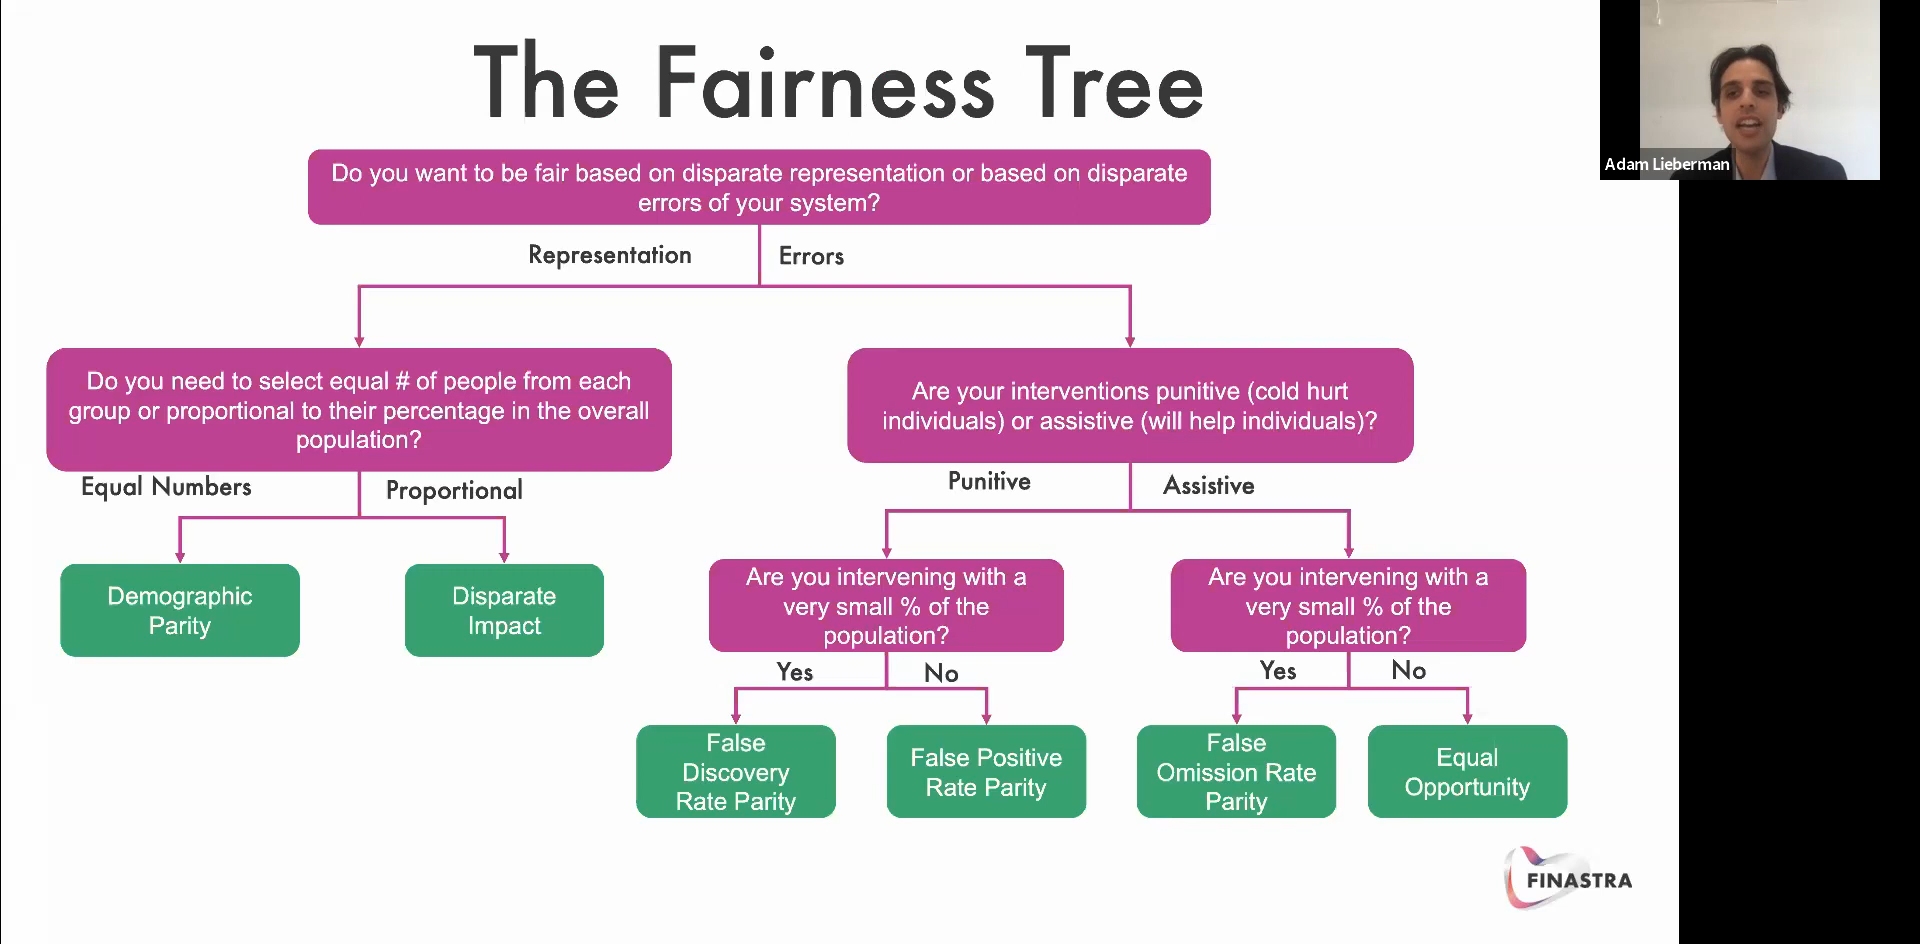 The Fairness Tree
Adam Lieberman
Do you want to be fair based on disparate representation or based on disparate
errors of your system?
Representation
Errors
Do you need to select equal # of people from each
group or proportional to their percentage in the overall
population?
Are your interventions punitive (cold hurt
individuals) or assistive (will help individuals)?
Equal Numbers
Proportional
Punitive
Assistive
Demographic
Parity
Disparate
Impact
Are you intervening with a
very small % of the
population?
Are you intervening with a
very small % of the
population?
Yes
No
Yes
No
False
Discovery
Rate Parity
False Positive
Rate Parity
False
Omission Rate
Parity
Equal
Opportunity
FINASTRA